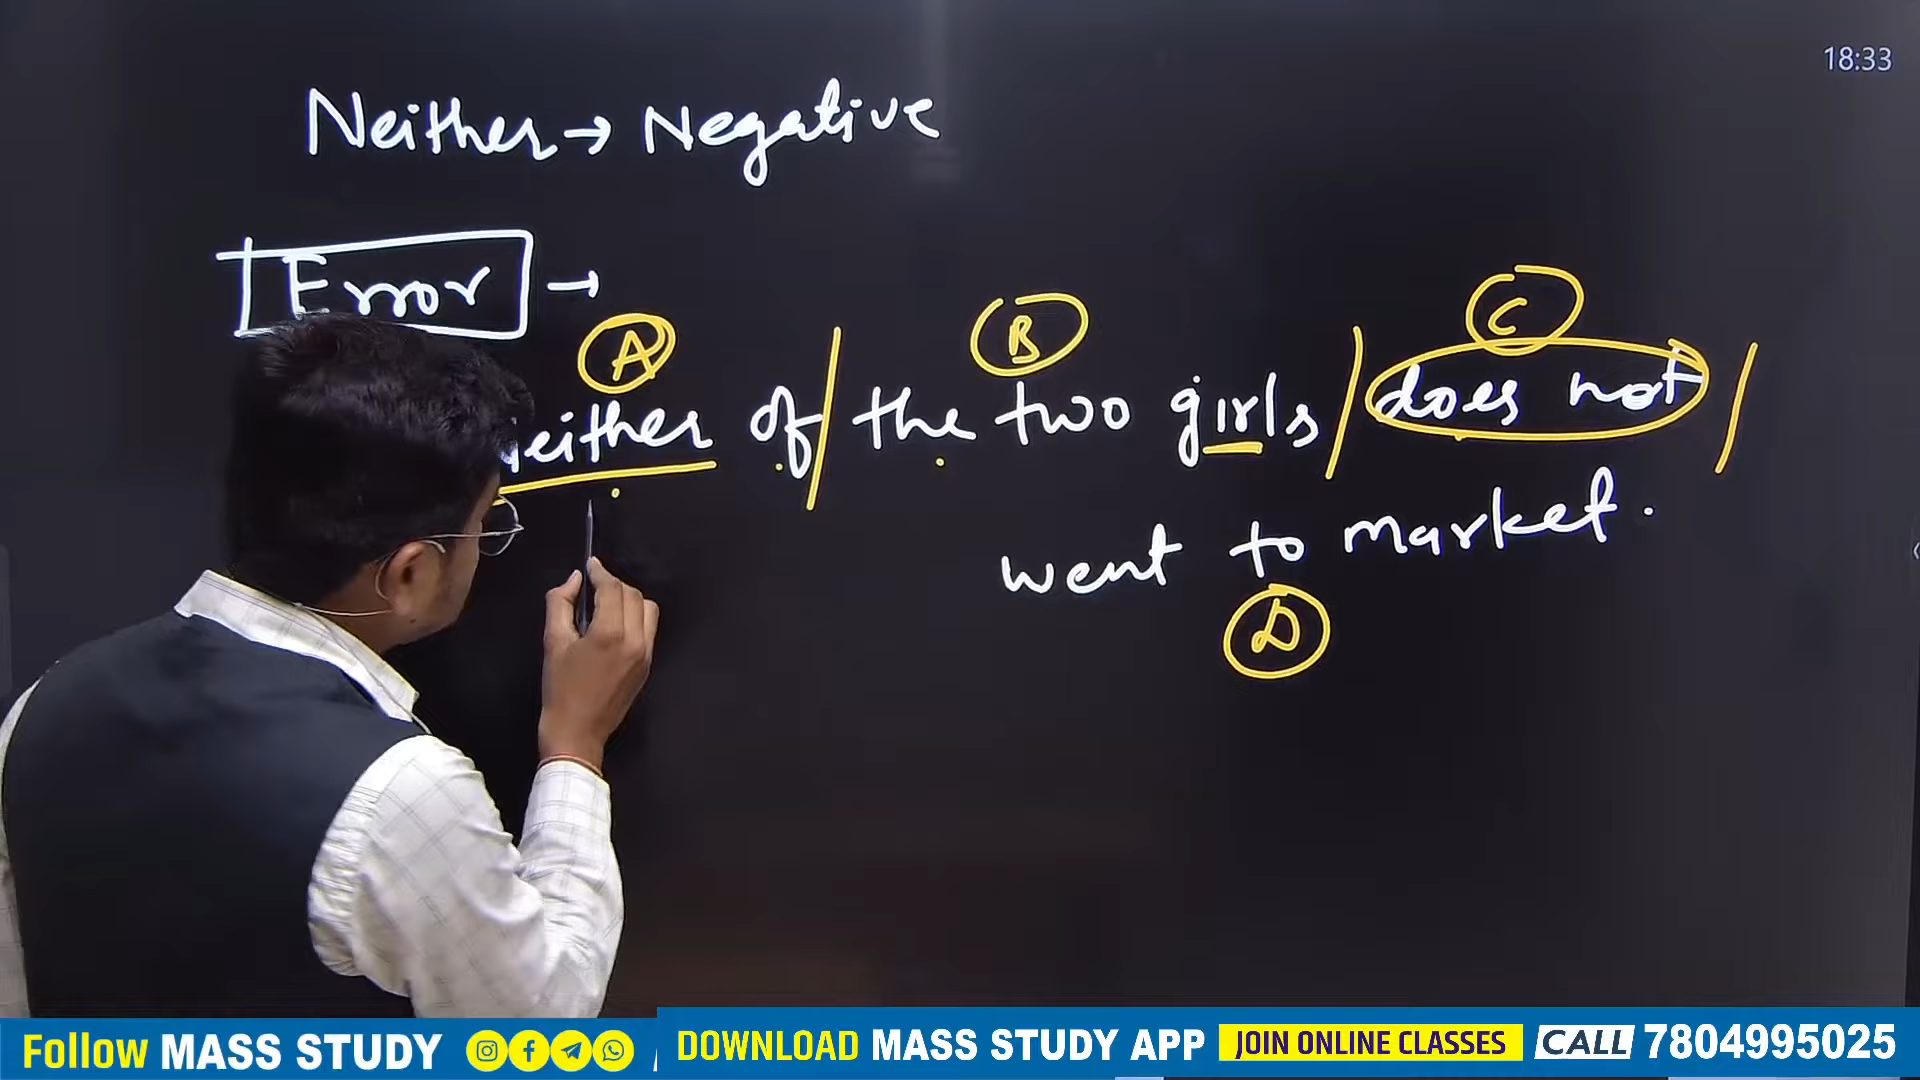 18:33
Neither → Negative
Error →
A B C
either of / the two girls / does not /
went to market.
D
Follow MASS STUDY DOWNLOAD MASS STUDY APP JOIN ONLINE CLASSES CALL 7804995025